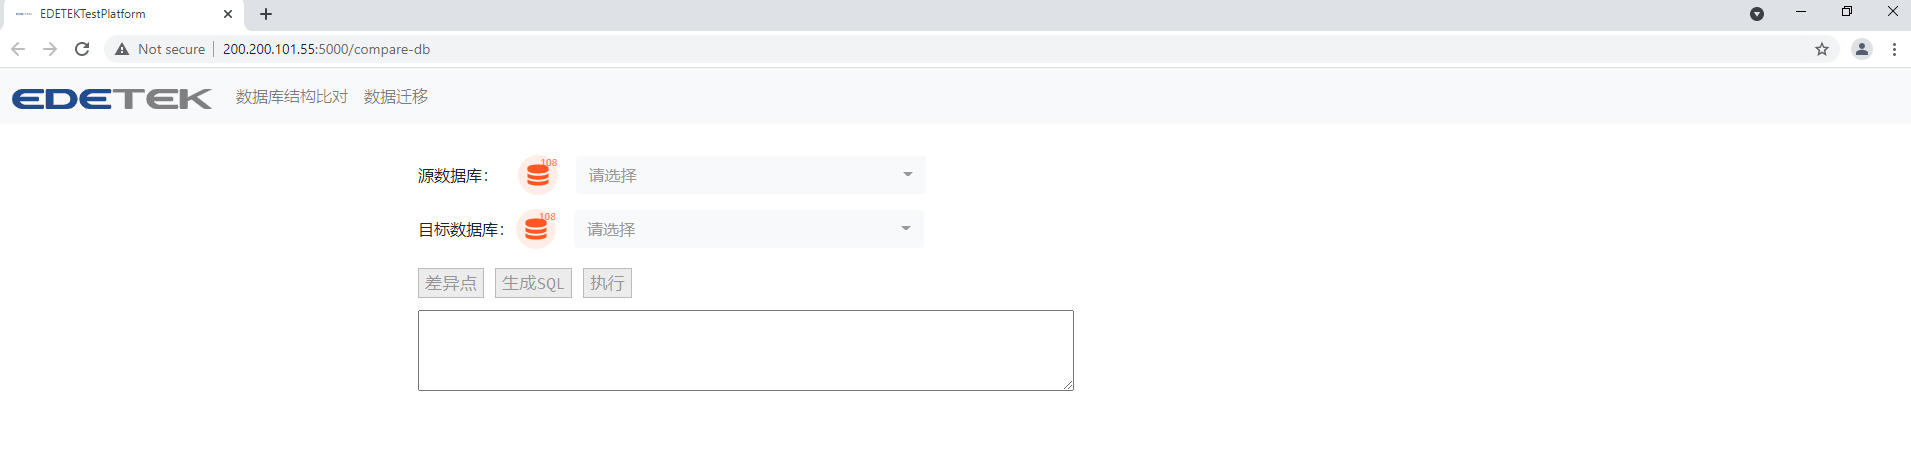 EDETEKTestPlatform
Not secure 200.200.101.55:5000/compare-db
EDETEK 数据库结构比对 数据迁移
源数据库: 108 请选择
目标数据库: 108 请选择
差异点 生成SQL 执行